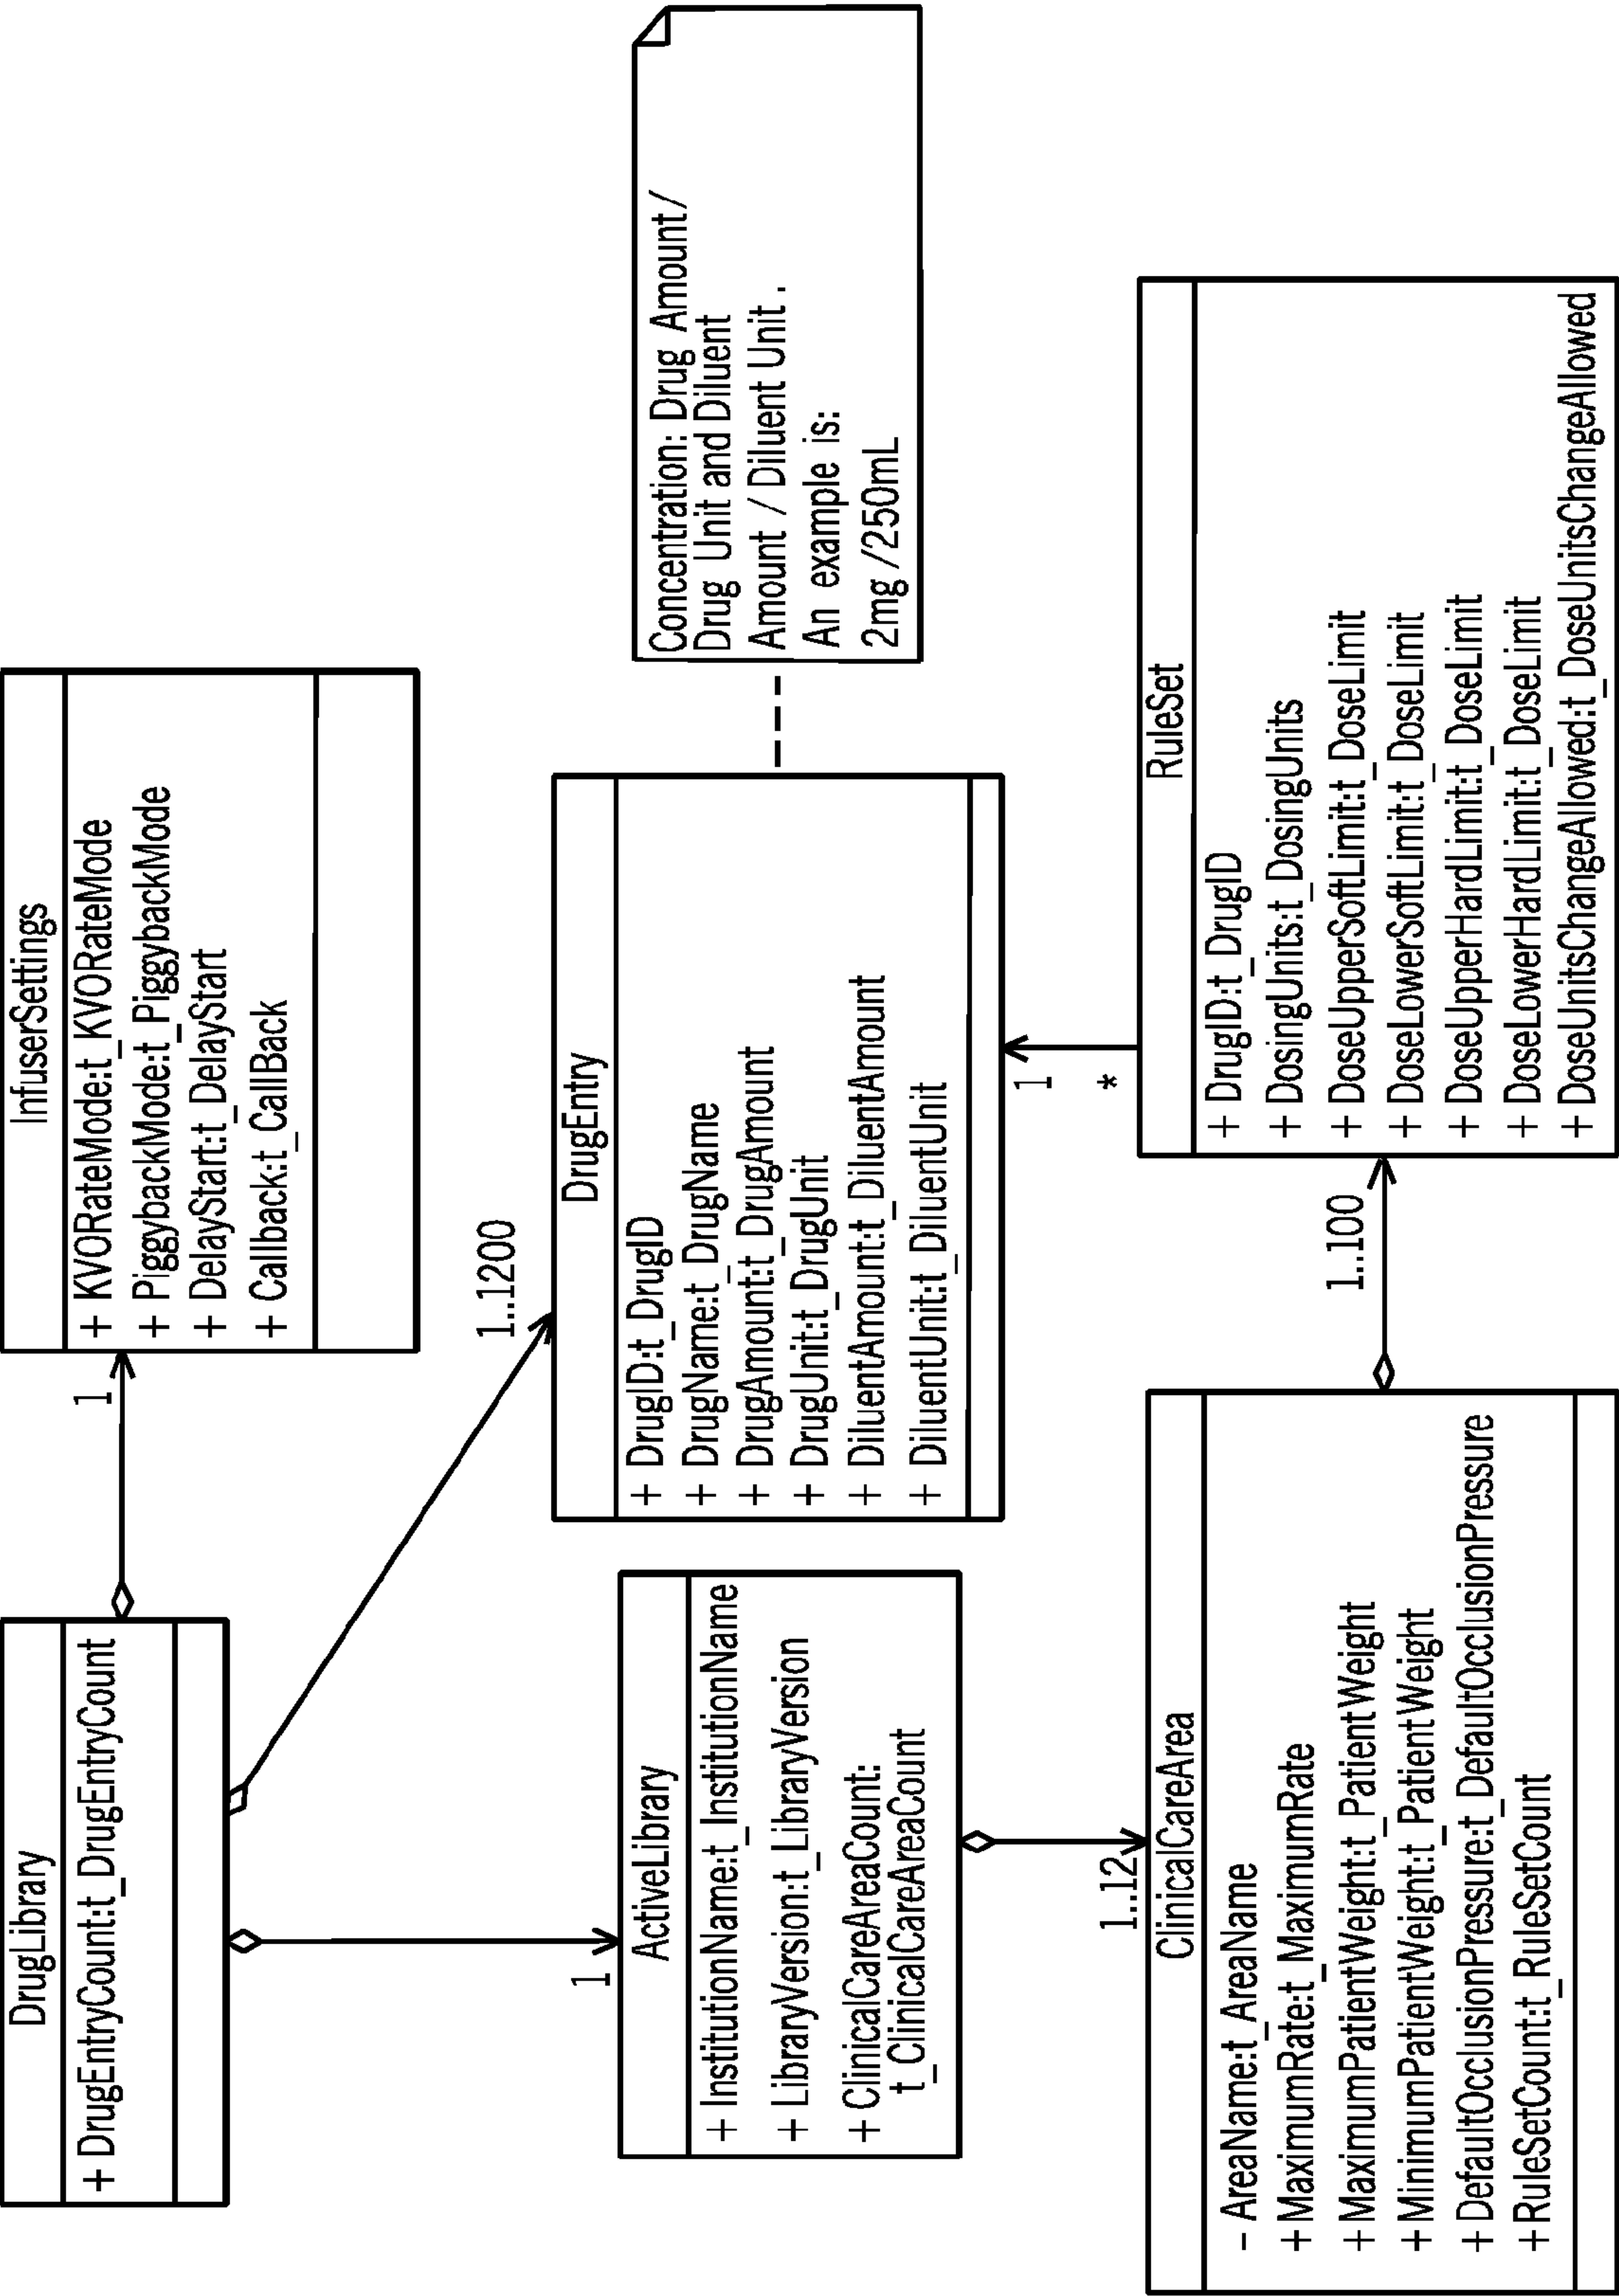 DrugLibrary
+ DrugEntryCount:t_DrugEntryCount
1
InfuserSettings
+ KVORateMode:t_KVORateMode
+ PiggybackMode:t_PiggybackMode
+ DelayStart:t_DelayStart
+ Callback:t_CallBack
1..1200
1
ActiveLibrary
+ InstitutionName:t_InstitutionName
+ LibraryVersion:t_LibraryVersion
+ ClinicalCareAreaCount:
t_ClinicalCareAreaCount
DrugEntry
+ DrugID:t_DrugID
+ DrugName:t_DrugName
+ DrugAmount:t_DrugAmount
+ DrugUnit:t_DrugUnit
+ DiluentAmount:t_DiluentAmount
+ DiluentUnit:t_DiluentUnit
Concentration: Drug Amount/
Drug Unit and Diluent
Amount / Diluent Unit .
An example is:
2mg /250mL
1..12
1
*
ClinicalCareArea
- AreaName:t_AreaName
+ MaximumRate:t_MaximumRate
+ MaximumPatientWeight:t_PatientWeight
+ MinimumPatientWeight:t_PatientWeight
+ DefaultOcclusionPressure:t_DefaultOcclusionPressure
+ RuleSetCount:t_RuleSetCount
1..100
RuleSet
+ DrugID:t_DrugID
+ DosingUnits:t_DosingUnits
+ DoseUpperSoftLimit:t_DoseLimit
+ DoseLowerSoftLimit:t_DoseLimit
+ DoseUpperHardLimit:t_DoseLimit
+ DoseLowerHardLimit:t_DoseLimit
+ DoseUnitsChangeAllowed:t_DoseUnitsChangeAllowed